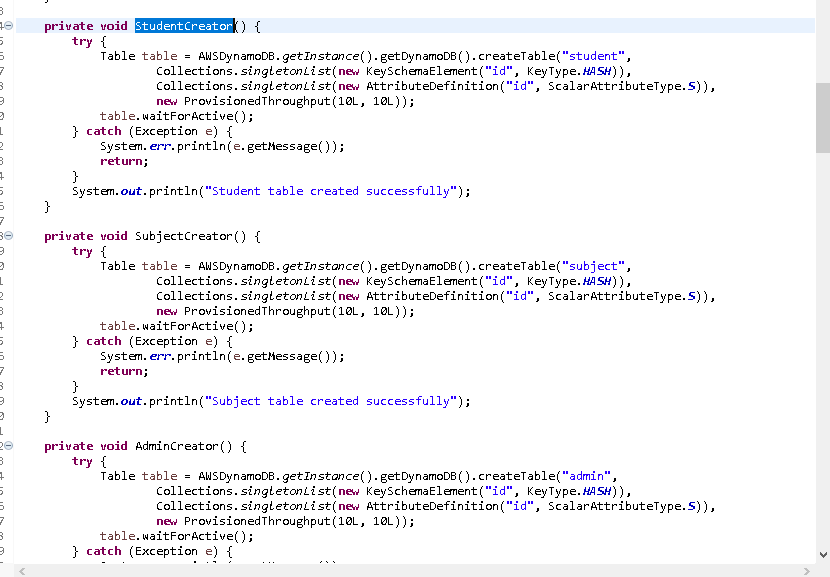 private void StudentCreator() {
try {
Table table = AWSDynamoDB.getInstance().getDynamoDB().createTable("student",
Collections.singletonList(new KeySchemaElement("id", KeyType.HASH)),
Collections.singletonList(new AttributeDefinition("id", ScalarAttributeType.S)),
new ProvisionedThroughput(10L, 10L));
table.waitForActive();
} catch (Exception e) {
System.err.println(e.getMessage());
return;
}
System.out.println("Student table created successfully");
}
private void SubjectCreator() {
try {
Table table = AWSDynamoDB.getInstance().getDynamoDB().createTable("subject",
Collections.singletonList(new KeySchemaElement("id", KeyType.HASH)),
Collections.singletonList(new AttributeDefinition("id", ScalarAttributeType.S)),
new ProvisionedThroughput(10L, 10L));
table.waitForActive();
} catch (Exception e) {
System.err.println(e.getMessage());
return;
}
System.out.println("Subject table created successfully");
}
private void AdminCreator() {
try {
Table table = AWSDynamoDB.getInstance().getDynamoDB().createTable("admin",
Collections.singletonList(new KeySchemaElement("id", KeyType.HASH)),
Collections.singletonList(new AttributeDefinition("id", ScalarAttributeType.S)),
new ProvisionedThroughput(10L, 10L));
table.waitForActive();
} catch (Exception e) {